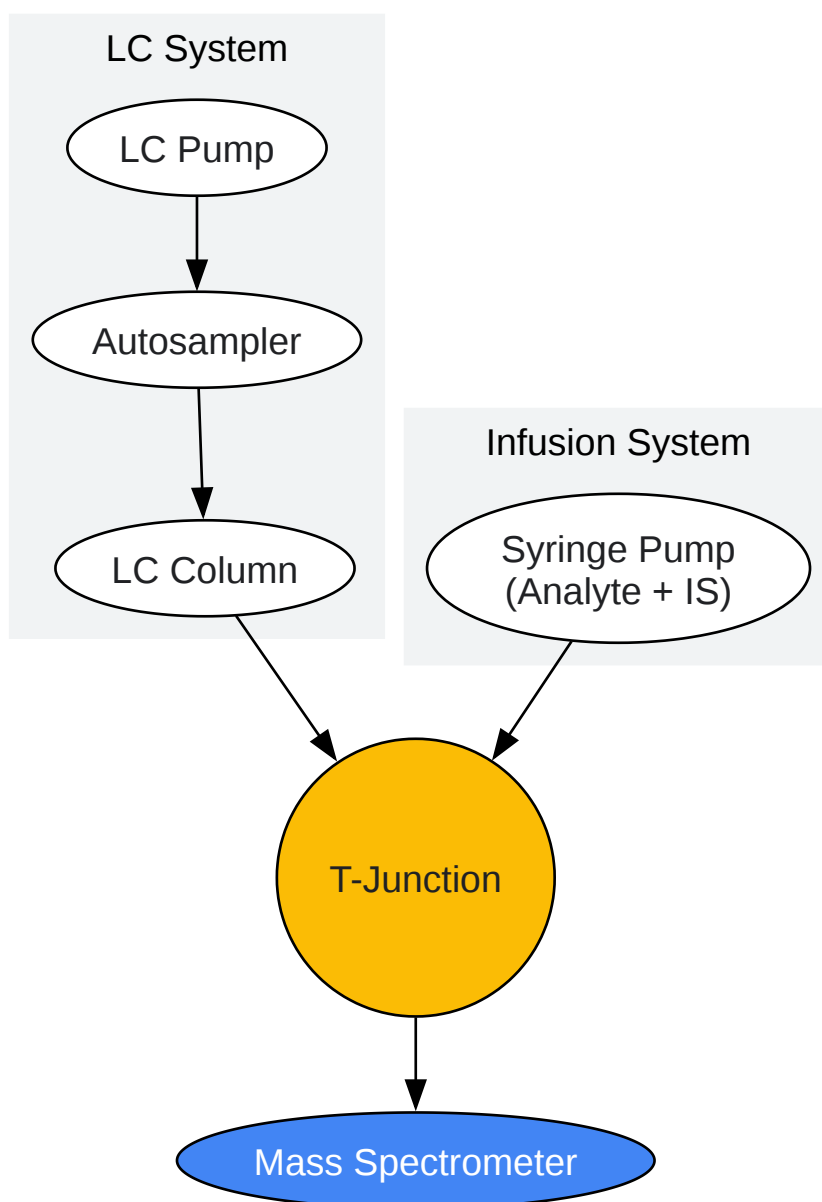 LC System
LC Pump
Autosampler
LC Column
Infusion System
Syringe Pump
(Analyte + IS)
T-Junction
Mass Spectrometer